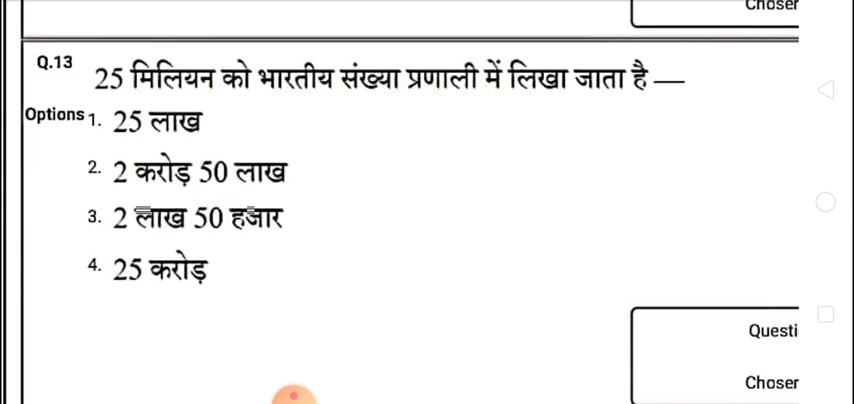 Choser
Q.13 25 मिलियन को भारतीय संख्या प्रणाली में लिखा जाता है —
Options 1. 25 लाख
2. 2 करोड़ 50 लाख
3. 2 लाख 50 हजार
4. 25 करोड़
Questi
Choser